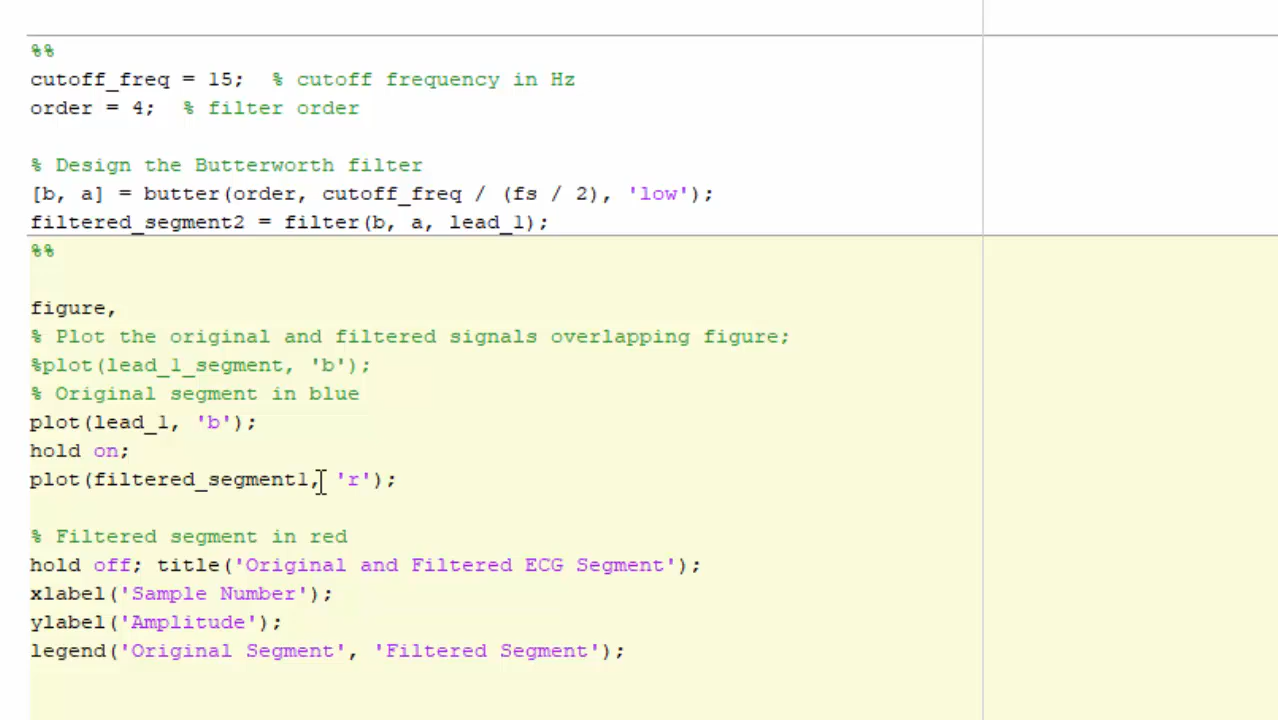 %%
cutoff_freq = 15;  % cutoff frequency in Hz
order = 4;  % filter order
% Design the Butterworth filter
[b, a] = butter(order, cutoff_freq / (fs / 2), 'low');
filtered_segment2 = filter(b, a, lead_1);
%%
figure,
% Plot the original and filtered signals overlapping figure;
%plot(lead_1_segment, 'b');
% Original segment in blue
plot(lead_1, 'b');
hold on;
plot(filtered_segment1, 'r');
% Filtered segment in red
hold off; title('Original and Filtered ECG Segment');
xlabel('Sample Number');
ylabel('Amplitude');
legend('Original Segment', 'Filtered Segment');